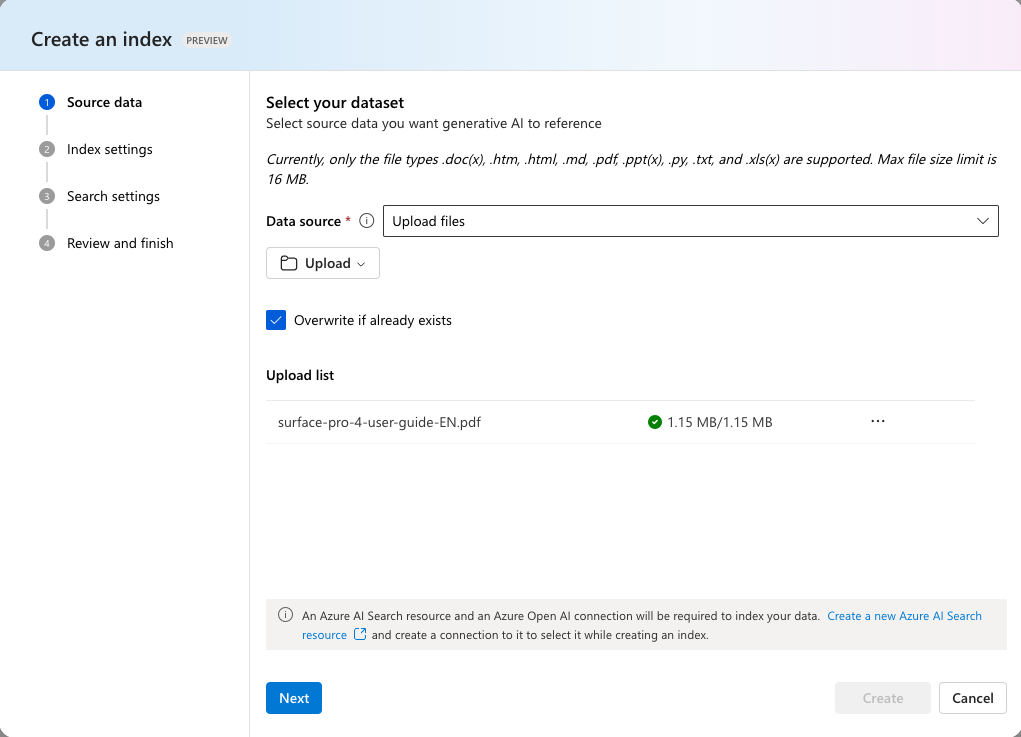 Create an index PREVIEW
1 Source data
2 Index settings
3 Search settings
4 Review and finish
Select your dataset
Select source data you want generative AI to reference
Currently, only the file types .doc(x), .htm, .html, .md, .pdf, .ppt(x), .py, .txt, and .xls(x) are supported. Max file size limit is
16 MB.
Data source * Upload files
Upload
Overwrite if already exists
Upload list
surface-pro-4-user-guide-EN.pdf 1.15 MB/1.15 MB ...
An Azure AI Search resource and an Azure Open AI connection will be required to index your data. Create a new Azure AI Search
resource and create a connection to it to select it while creating an index.
Next Create Cancel